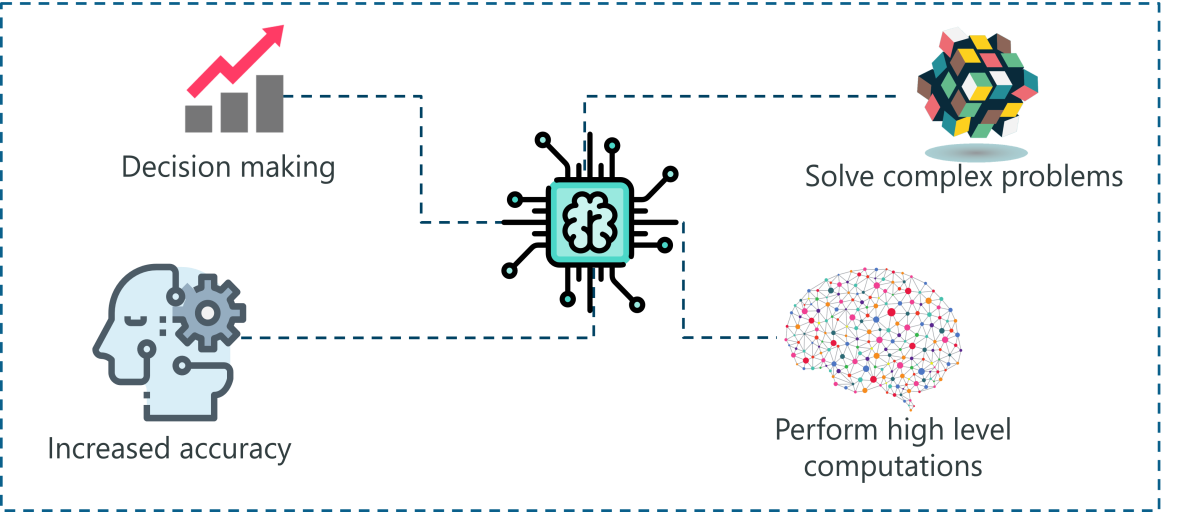 Decision making
Solve complex problems
Increased accuracy
Perform high level
computations